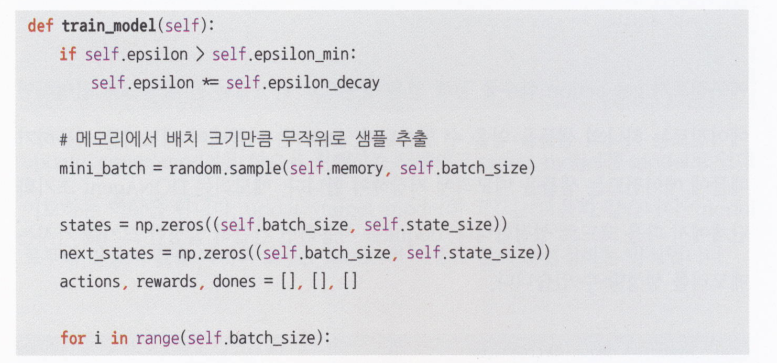 def train_model(self):
if self.epsilon > self.epsilon_min:
self.epsilon *= self.epsilon_decay
# 메모리에서 배치 크기만큼 무작위로 샘플 추출
mini_batch = random.sample(self.memory, self.batch_size)
states = np.zeros((self.batch_size, self.state_size))
next_states = np.zeros((self.batch_size, self.state_size))
actions, rewards, dones = [], [], []
for i in range(self.batch_size):